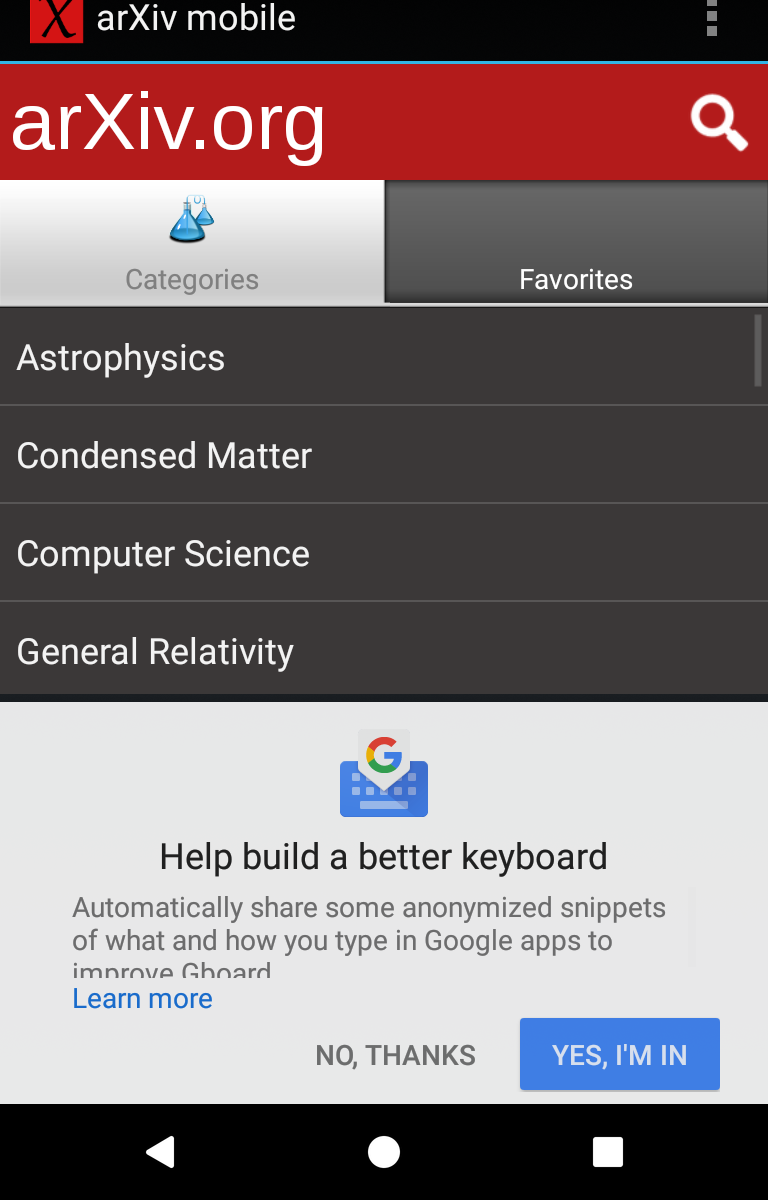 arXiv mobile
arXiv.org
Categories
Favorites
Astrophysics
Condensed Matter
Computer Science
General Relativity
Help build a better keyboard
Automatically share some anonymized snippets
of what and how you type in Google apps to
improve Gboard
Learn more
NO, THANKS
YES, I'M IN